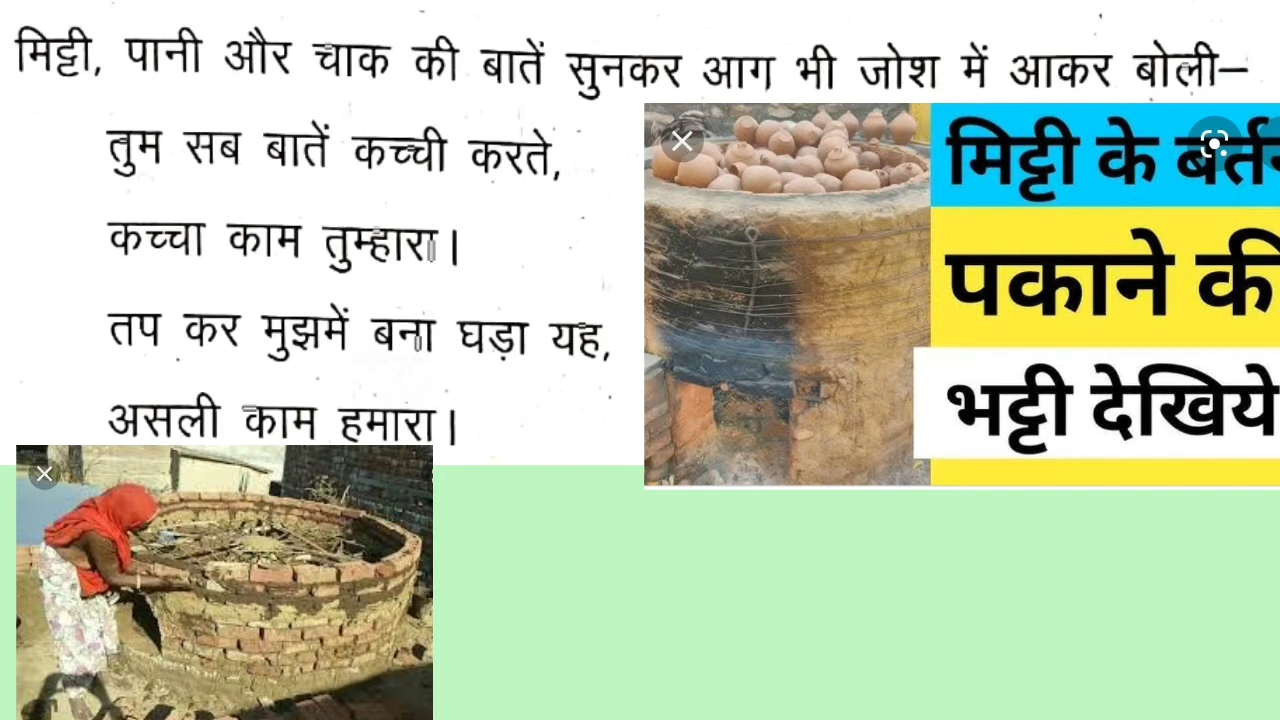 मिट्टी, पानी और चाक की बातें सुनकर आग भी जोश में आकर बोली—
तुम सब बातें कच्ची करते,
कच्चा काम तुम्हारा।
तप कर मुझमें बना घड़ा यह,
असली काम हमारा।
मिट्टी के
पकाने की
भट्टी देखिये